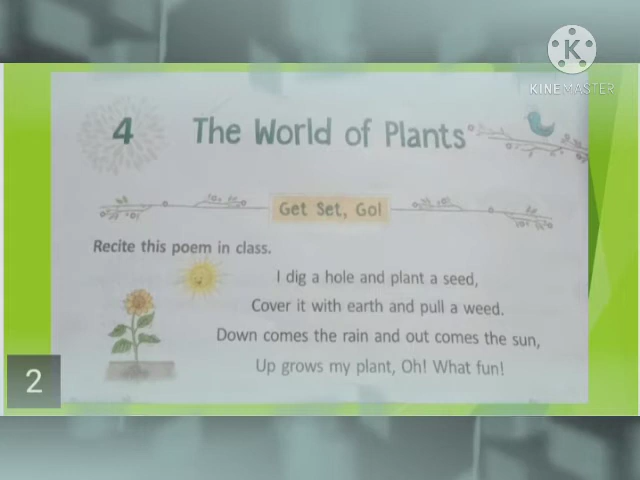 K
KINEMASTER
4 The World of Plants
Get Set, Go!
Recite this poem in class.
I dig a hole and plant a seed,
Cover it with earth and pull a weed.
Down comes the rain and out comes the sun,
Up grows my plant, Oh! What fun!
2